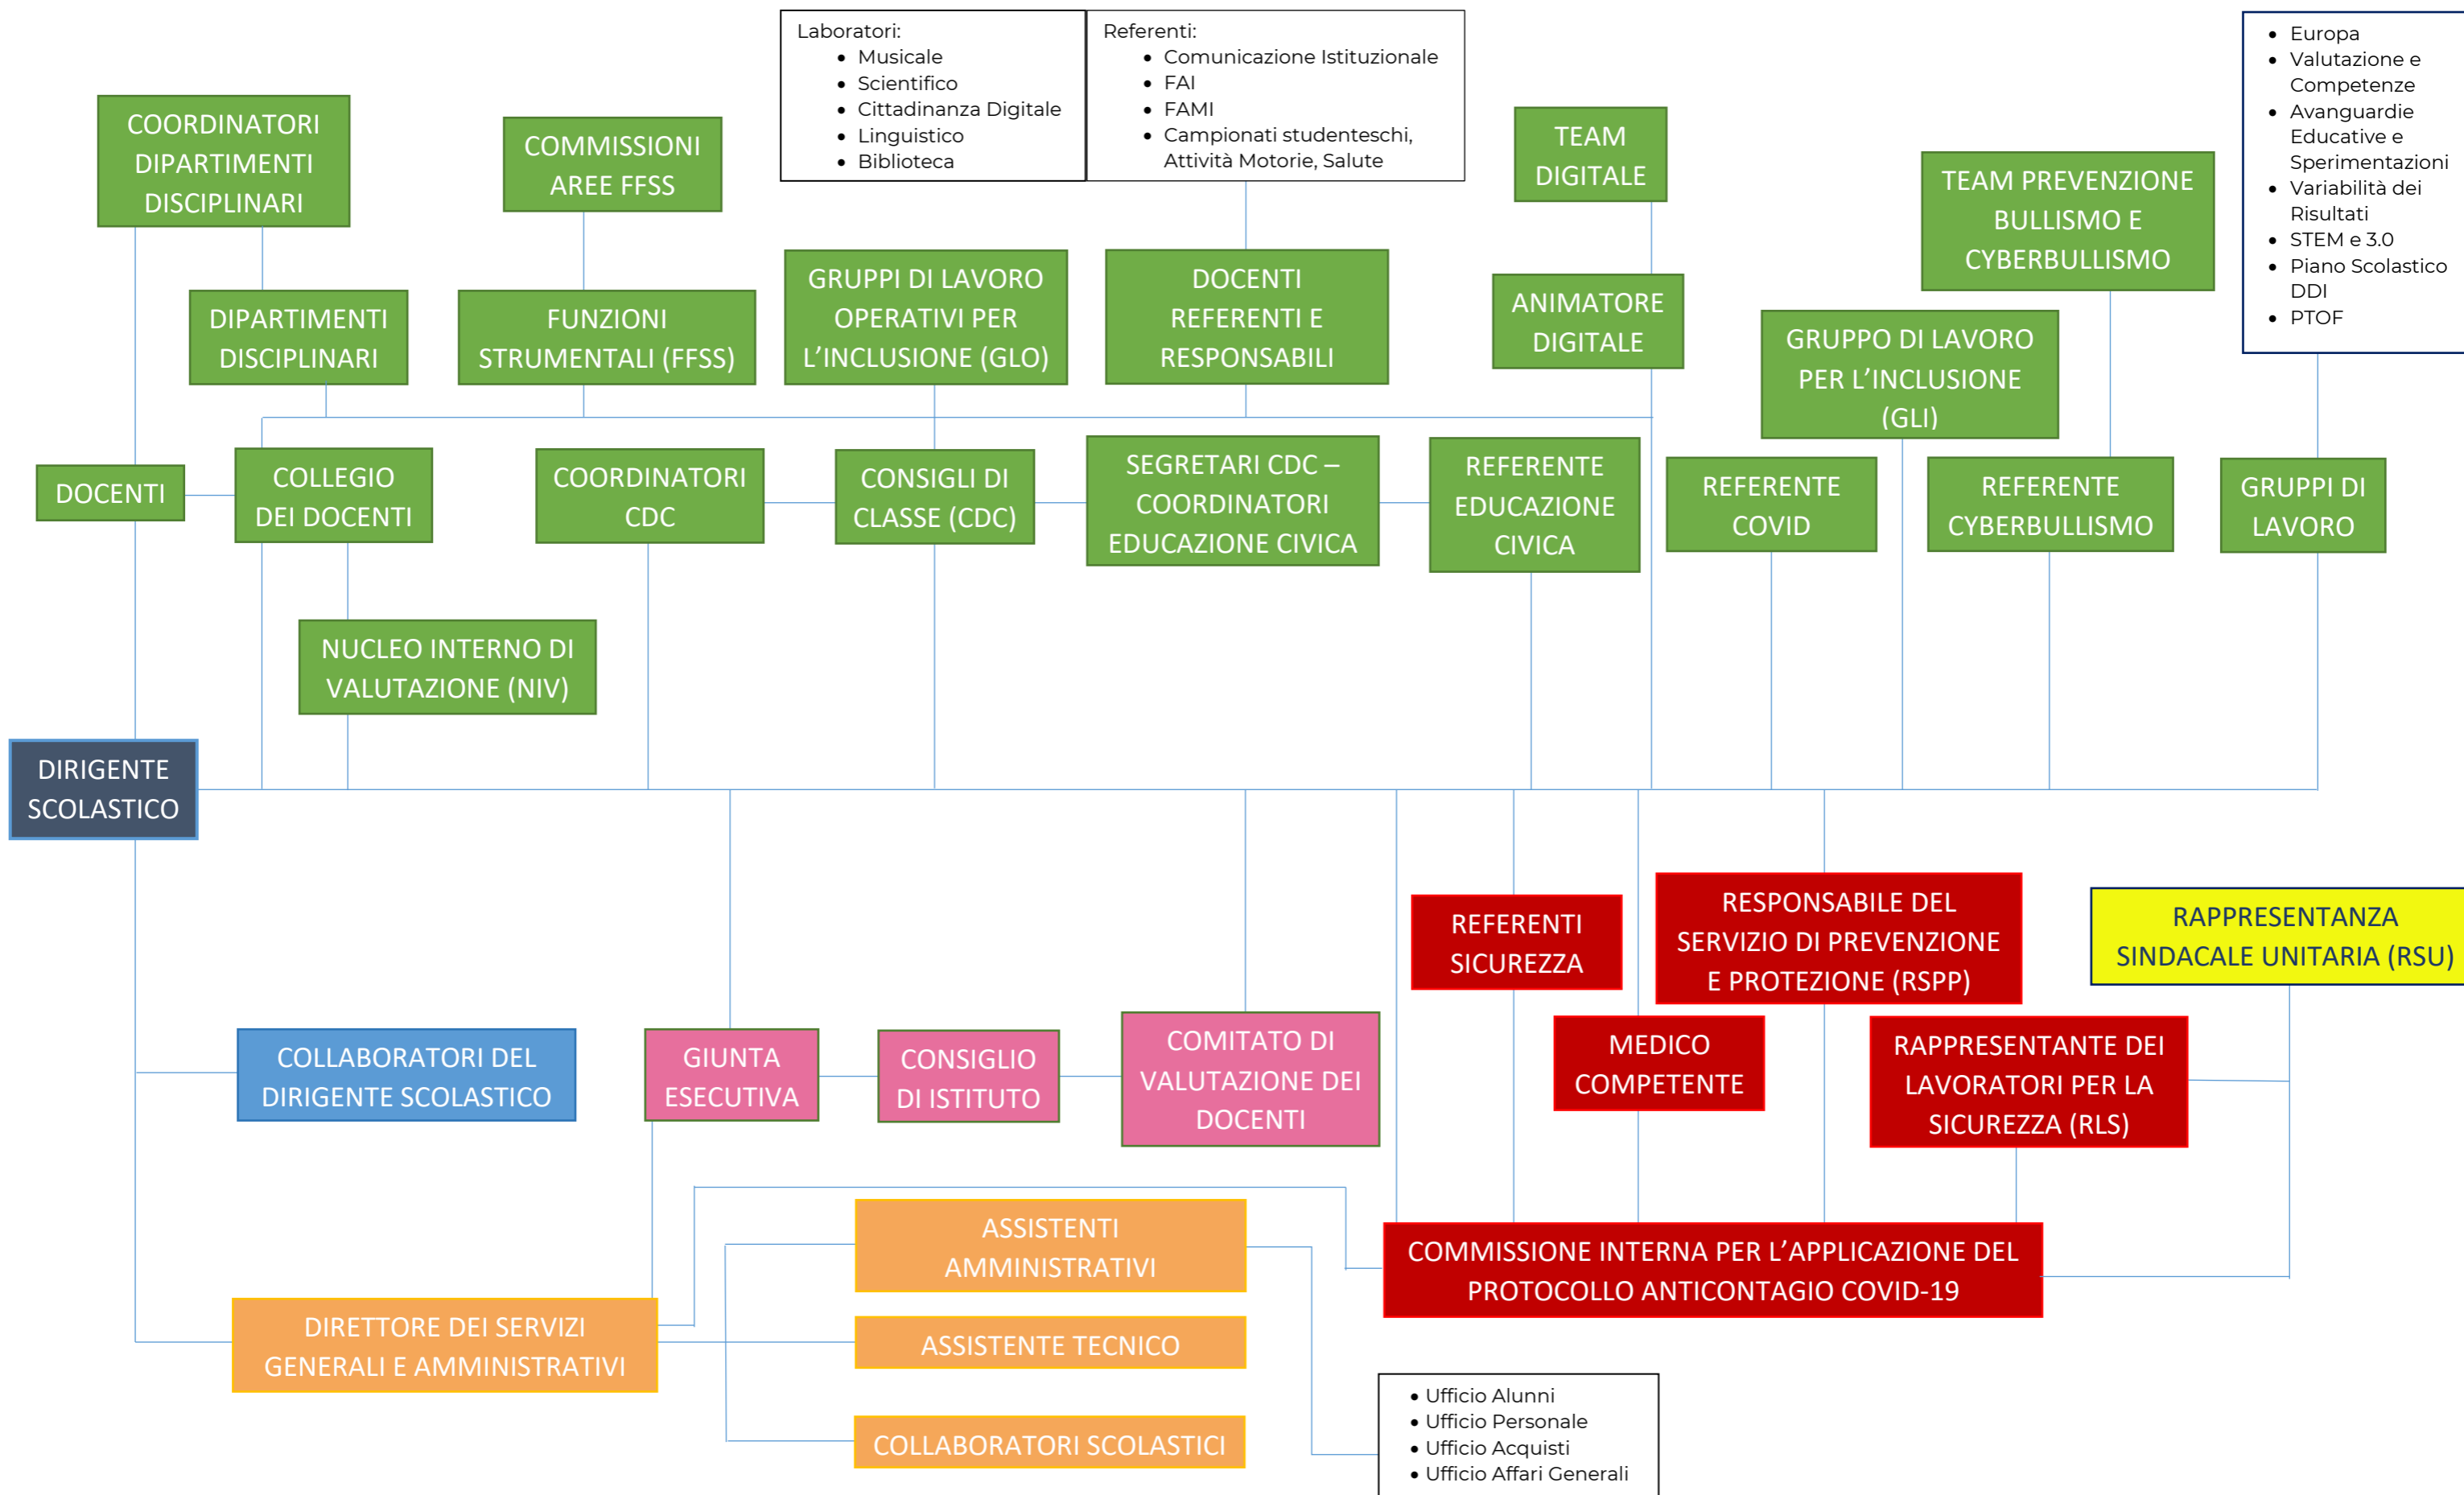 Laboratori:
• Musicale
• Scientifico
• Cittadinanza Digitale
• Linguistico
• Biblioteca
Referenti:
• Comunicazione Istituzionale
• FAI
• FAMI
• Campionati studenteschi,
Attività Motorie, Salute
• Europa
• Valutazione e
Competenze
• Avanguardie
Educative e
Sperimentazioni
• Variabilità dei
Risultati
• STEM e 3.0
• Piano Scolastico
DDI
• PTOF
COORDINATORI
DIPARTIMENTI
DISCIPLINARI
COMMISSIONI
AREE FFSS
TEAM
DIGITALE
TEAM PREVENZIONE
BULLISMO E
CYBERBULLISMO
DIPARTIMENTI
DISCIPLINARI
FUNZIONI
STRUMENTALI (FFSS)
GRUPPI DI LAVORO
OPERATIVI PER
L’INCLUSIONE (GLO)
DOCENTI
REFERENTI E
RESPONSABILI
ANIMATORE
DIGITALE
GRUPPO DI LAVORO
PER L’INCLUSIONE
(GLI)
DOCENTI
COLLEGIO
DEI DOCENTI
COORDINATORI
CDC
CONSIGLI DI
CLASSE (CDC)
SEGRETARI CDC –
COORDINATORI
EDUCAZIONE CIVICA
REFERENTE
EDUCAZIONE
CIVICA
REFERENTE
COVID
REFERENTE
CYBERBULLISMO
GRUPPI DI
LAVORO
NUCLEO INTERNO DI
VALUTAZIONE (NIV)
DIRIGENTE
SCOLASTICO
REFERENTI
SICUREZZA
RESPONSABILE DEL
SERVIZIO DI PREVENZIONE
E PROTEZIONE (RSPP)
RAPPRESENTANZA
SINDACALE UNITARIA (RSU)
COLLABORATORI DEL
DIRIGENTE SCOLASTICO
GIUNTA
ESECUTIVA
CONSIGLIO
DI ISTITUTO
COMITATO DI
VALUTAZIONE DEI
DOCENTI
MEDICO
COMPETENTE
RAPPRESENTANTE DEI
LAVORATORI PER LA
SICUREZZA (RLS)
ASSISTENTI
AMMINISTRATIVI
COMMISSIONE INTERNA PER L’APPLICAZIONE DEL
PROTOCOLLO ANTICONTAGIO COVID-19
DIRETTORE DEI SERVIZI
GENERALI E AMMINISTRATIVI
ASSISTENTE TECNICO
COLLABORATORI SCOLASTICI
• Ufficio Alunni
• Ufficio Personale
• Ufficio Acquisti
• Ufficio Affari Generali